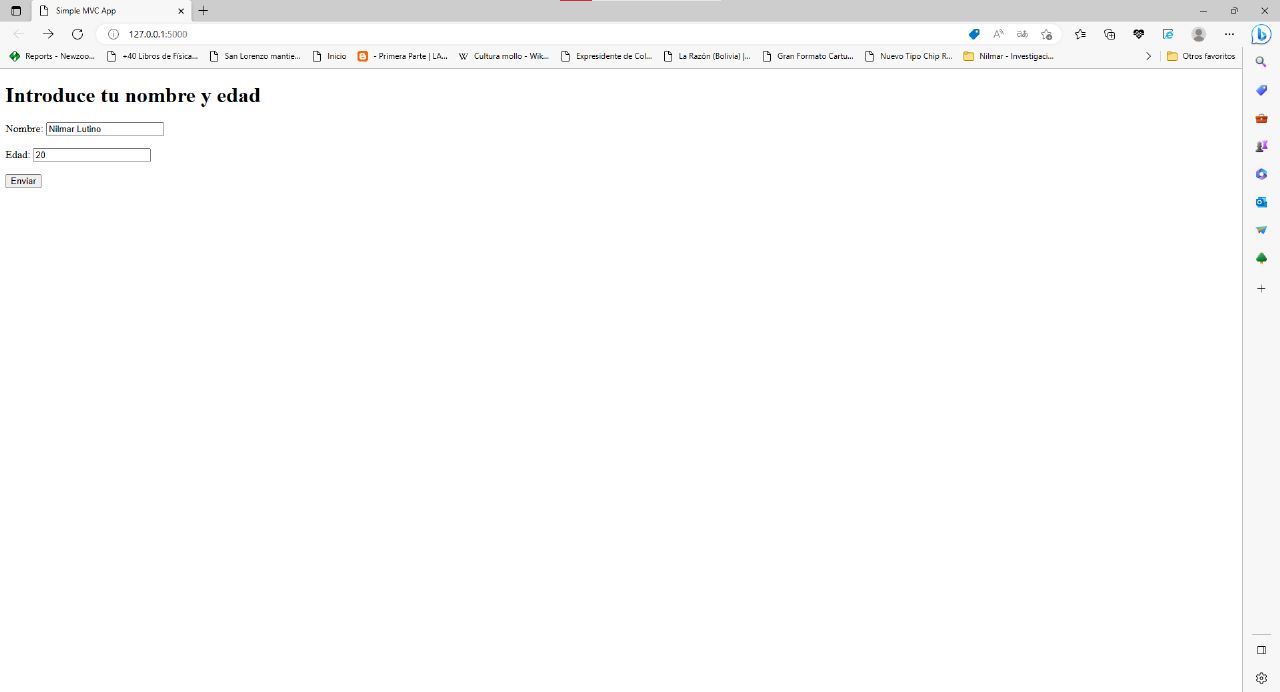 Simple MVC App
127.0.0.1:5000
Reports - Newzoo...
+40 Libros de Física...
San Lorenzo mantie...
Inicio
- Primera Parte | LA...
Cultura mollo - Wik...
Expresidente de Col...
La Razón (Bolivia) |...
Gran Formato Cartu...
Nuevo Tipo Chip R...
Nilmar - Investigaci...
Otros favoritos
Introduce tu nombre y edad
Nombre: Nilmar Lutino
Edad: 20
Enviar